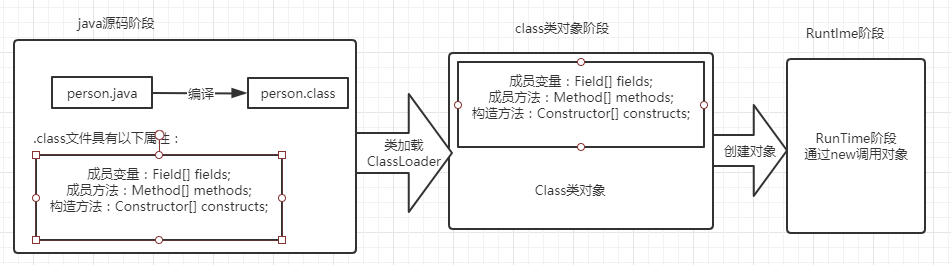 java源码阶段
person.java
编译
person.class
.class文件具有以下属性：
成员变量：Field[] fields;
成员方法：Method[] methods;
构造方法：Constructor[] constructs;
类加载
ClassLoader
class类对象阶段
成员变量：Field[] fields;
成员方法：Method[] methods;
构造方法：Constructor[] constructs;
Class类对象
创建对象
RuntIme阶段
RunTime阶段
通过new调用对象